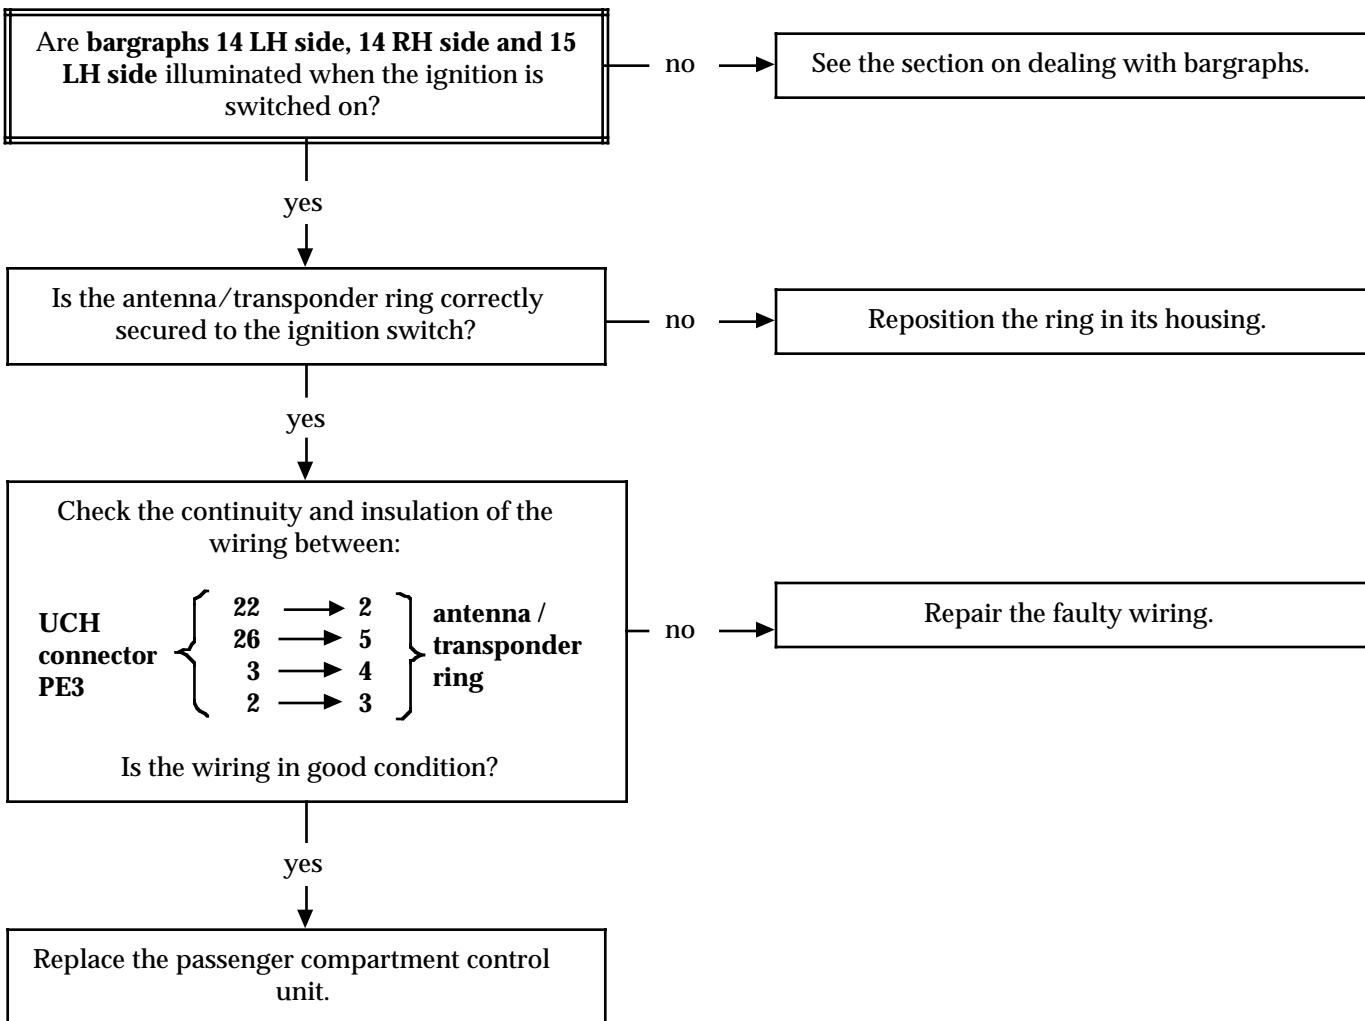 Are bargraphs 14 LH side, 14 RH side and 15
LH side illuminated when the ignition is
switched on?
no
See the section on dealing with bargraphs.
yes
Is the antenna/transponder ring correctly
secured to the ignition switch?
no
Reposition the ring in its housing.
yes
Check the continuity and insulation of the
wiring between:
UCH
connector
PE3
22 2
26 5
3 4
2 3
antenna /
transponder
ring
Is the wiring in good condition?
no
Repair the faulty wiring.
yes
Replace the passenger compartment control
unit.